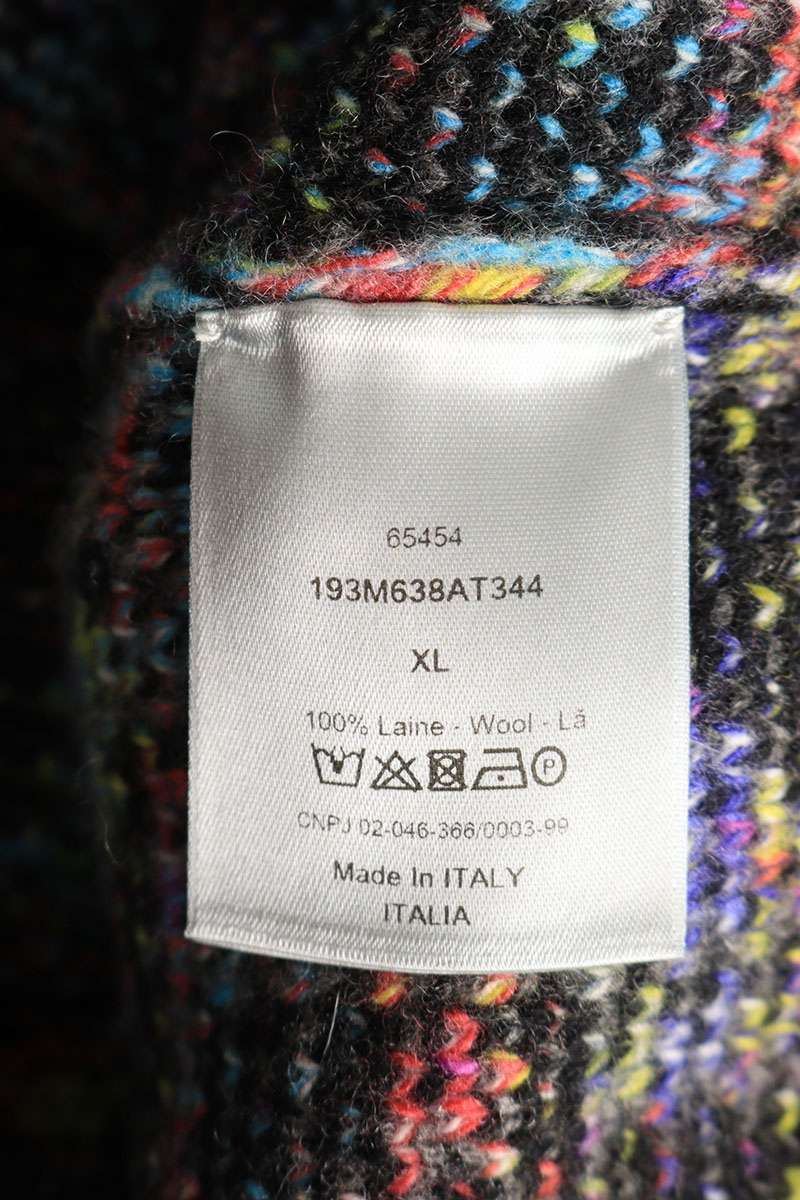 65454
193M638AT344
XL
100% Laine - Wool - Lã
P
CNPJ 02-046-366/0003-99
Made In ITALY
ITALIA